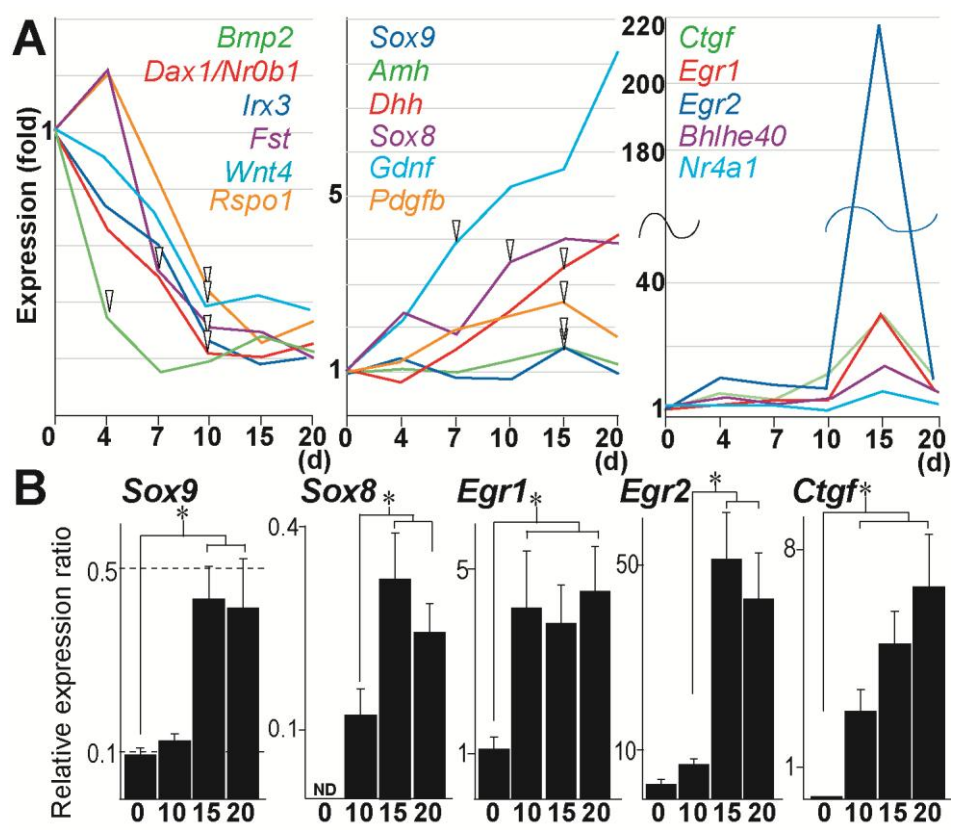 A
Expression (fold)
1
Bmp2
Dax1/Nr0b1
Irx3
Fst
Wnt4
Rspo1
0 4 7 10 15 20
(d)
5
1
Sox9
Amh
Dhh
Sox8
Gdnf
Pdgfb
0 4 7 10 15 20
(d)
220
200
180
40
1
Ctgf
Egr1
Egr2
Bhlhe40
Nr4a1
0 4 7 10 15 20
B
Relative expression ratio
Sox9
*
0.5
0.1
0 10 15 20
Sox8
*
0.4
0.1
ND
0 10 15 20
Egr1
*
5
1
0 10 15 20
Egr2
*
50
10
0 10 15 20
Ctgf
*
8
1
0 10 15 20